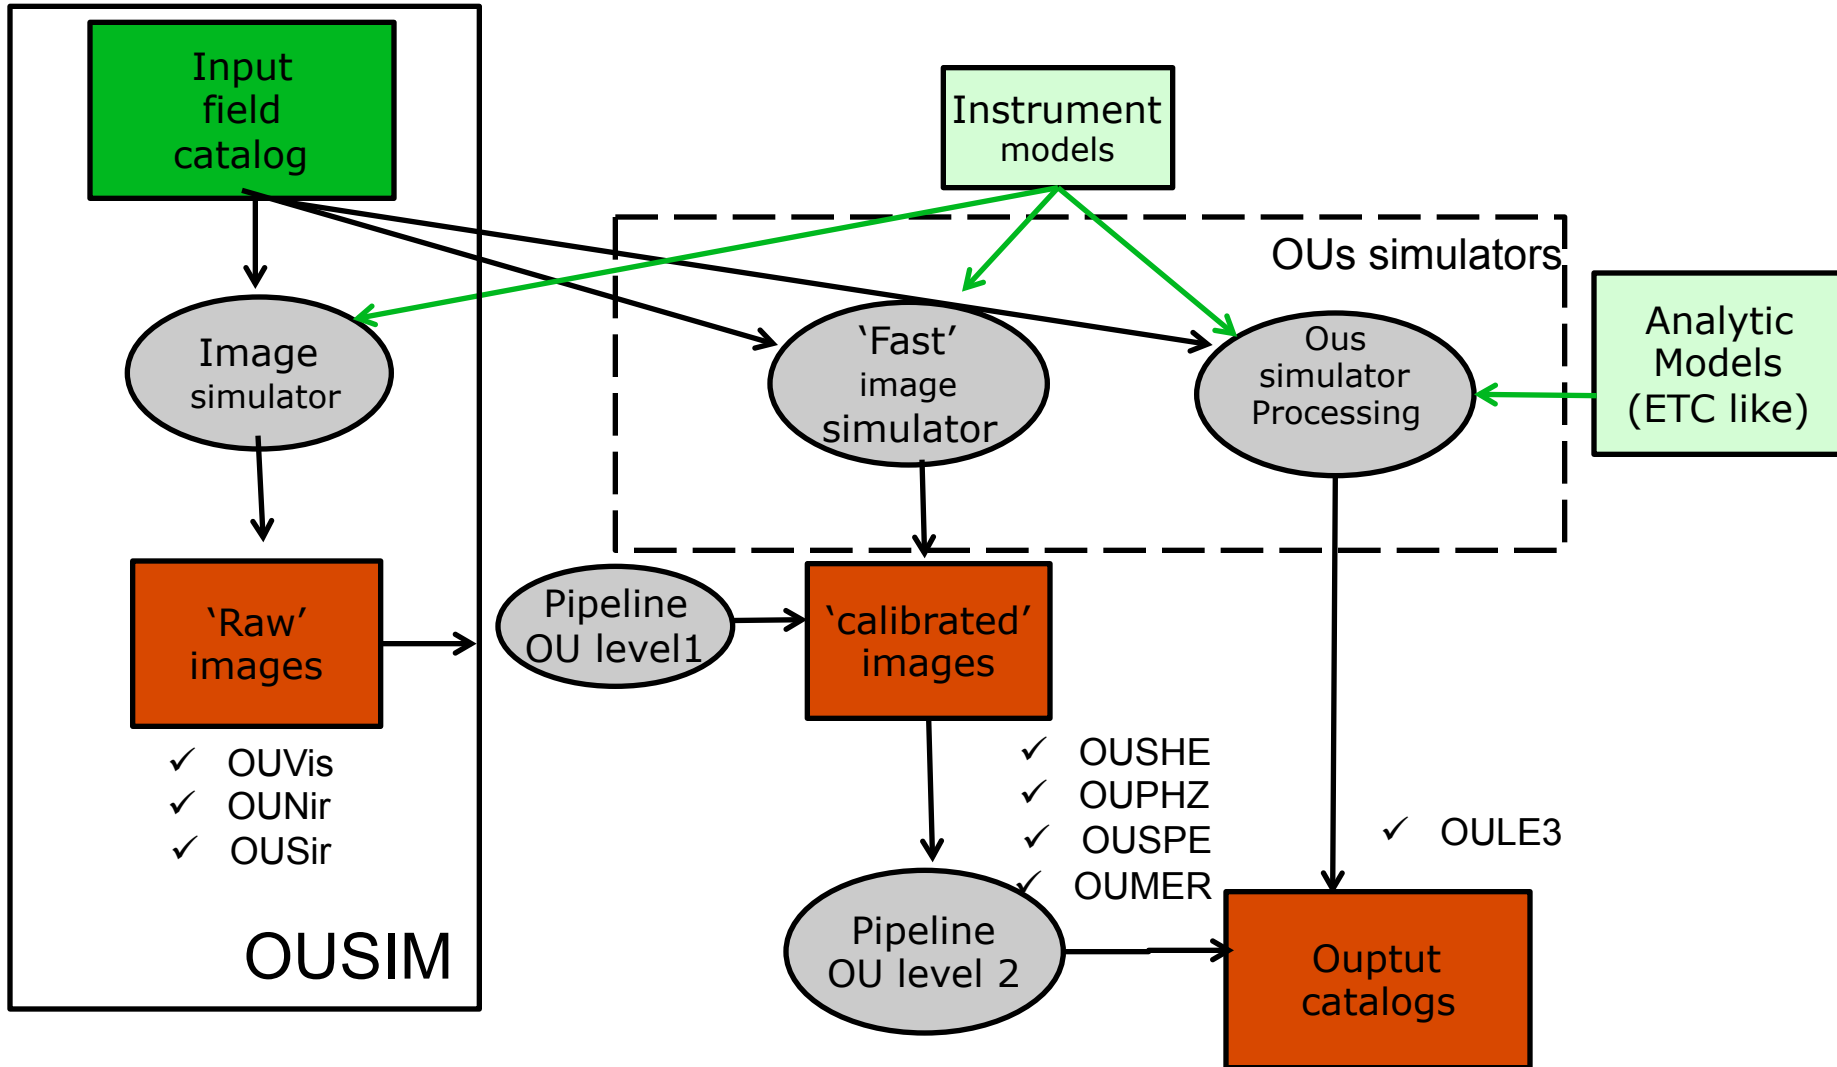 Input
field
catalog
Instrument
models
OUs simulators
Image
simulator
‘Fast’
image
simulator
Ous
simulator
Processing
Analytic
Models
(ETC like)
‘Raw’
images
Pipeline
OU level1
‘calibrated’
images
✓ OUVis
✓ OUNir
✓ OUSir
✓ OUSHE
✓ OUPHZ
✓ OUSPE
✓ OUMER
✓ OULE3
OUSIM
Pipeline
OU level 2
Ouptut
catalogs